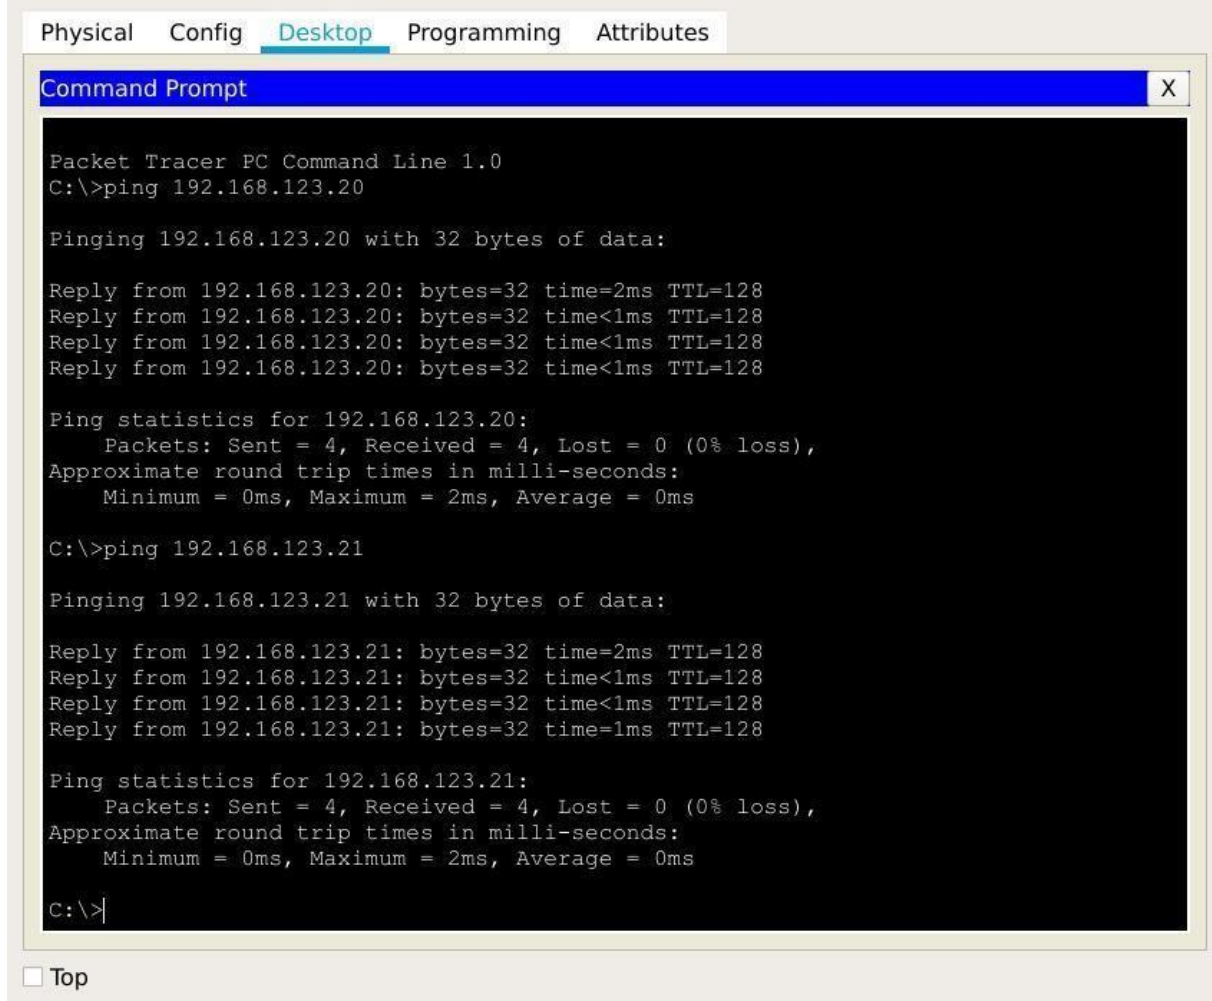 Physical Config Desktop Programming Attributes
Command Prompt X
Packet Tracer PC Command Line 1.0
C:\>ping 192.168.123.20
Pinging 192.168.123.20 with 32 bytes of data:
Reply from 192.168.123.20: bytes=32 time=2ms TTL=128
Reply from 192.168.123.20: bytes=32 time<1ms TTL=128
Reply from 192.168.123.20: bytes=32 time<1ms TTL=128
Reply from 192.168.123.20: bytes=32 time<1ms TTL=128
Ping statistics for 192.168.123.20:
Packets: Sent = 4, Received = 4, Lost = 0 (0% loss),
Approximate round trip times in milli-seconds:
Minimum = 0ms, Maximum = 2ms, Average = 0ms
C:\>ping 192.168.123.21
Pinging 192.168.123.21 with 32 bytes of data:
Reply from 192.168.123.21: bytes=32 time=2ms TTL=128
Reply from 192.168.123.21: bytes=32 time<1ms TTL=128
Reply from 192.168.123.21: bytes=32 time<1ms TTL=128
Reply from 192.168.123.21: bytes=32 time=1ms TTL=128
Ping statistics for 192.168.123.21:
Packets: Sent = 4, Received = 4, Lost = 0 (0% loss),
Approximate round trip times in milli-seconds:
Minimum = 0ms, Maximum = 2ms, Average = 0ms
C:\>
Top